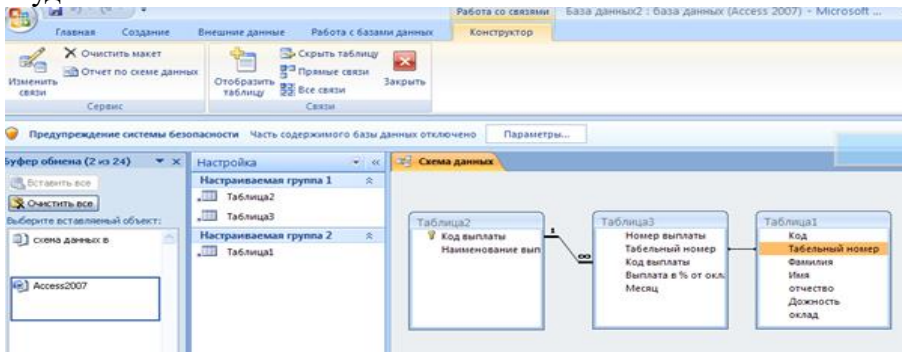 Работа со связями База данных2 : база данных (Access 2007) - Microsoft ...
Главная Создание Внешние данные Работа с базами данных Конструктор
Изменить связи
Очистить макет
Отчет по схеме данных
Сервис
Отобразить таблицу
Скрыть таблицу
Прямые связи
Все связи
Закрыть
Связи
Предупреждение системы безопасности Часть содержимого базы данных отключено Параметры...
Буфер обмена (2 из 24)
Вставить все
Очистить все
Выберите вставляемый объект:
схема данных в
Access2007
Настройка
Настраиваемая группа 1
Таблица2
Таблица3
Настраиваемая группа 2
Таблица1
Схема данных
Таблица2
Код выплаты
Наименование вып
1
∞
Таблица3
Номер выплаты
Табельный номер
Код выплаты
Выплата в % от окл
Месяц
Таблица1
Код
Табельный номер
Фамилия
Имя
отчество
Должность
оклад